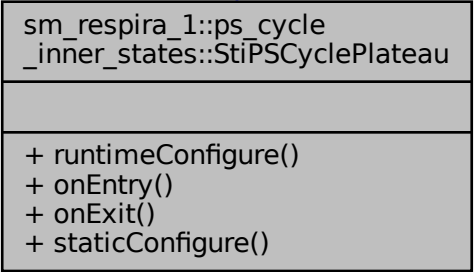 sm_respira_1::ps_cycle
_inner_states::StiPSCyclePlateau
+ runtimeConfigure()
+ onEntry()
+ onExit()
+ staticConfigure()